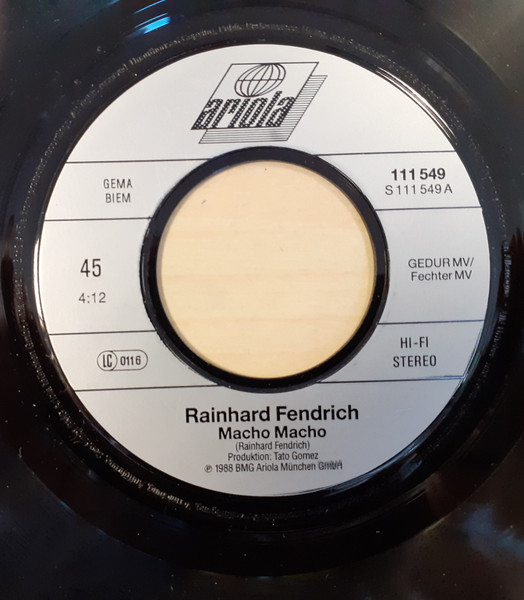 ariola
GEMA
BIEM
111 549
S 111 549 A
45
4:12
GEDUR MV/
Fechter MV
LC 0116
HI-FI
STEREO
Rainhard Fendrich
Macho Macho
(Rainhard Fendrich)
Produktion: Tato Gomez
℗ 1988 BMG Ariola München GmbH